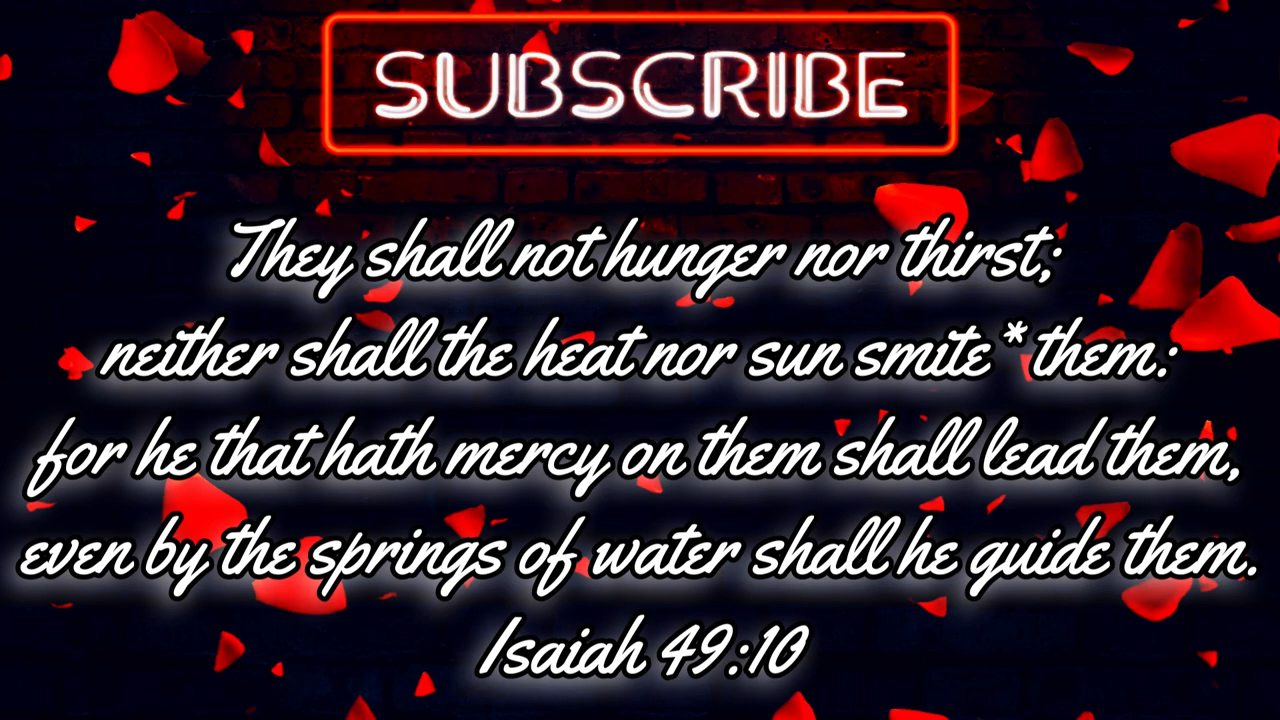 SUBSCRIBE
They shall not hunger nor thirst;
neither shall the heat nor sun smite * them:
for he that hath mercy on them shall lead them,
even by the springs of water shall he guide them.
Isaiah 49:10